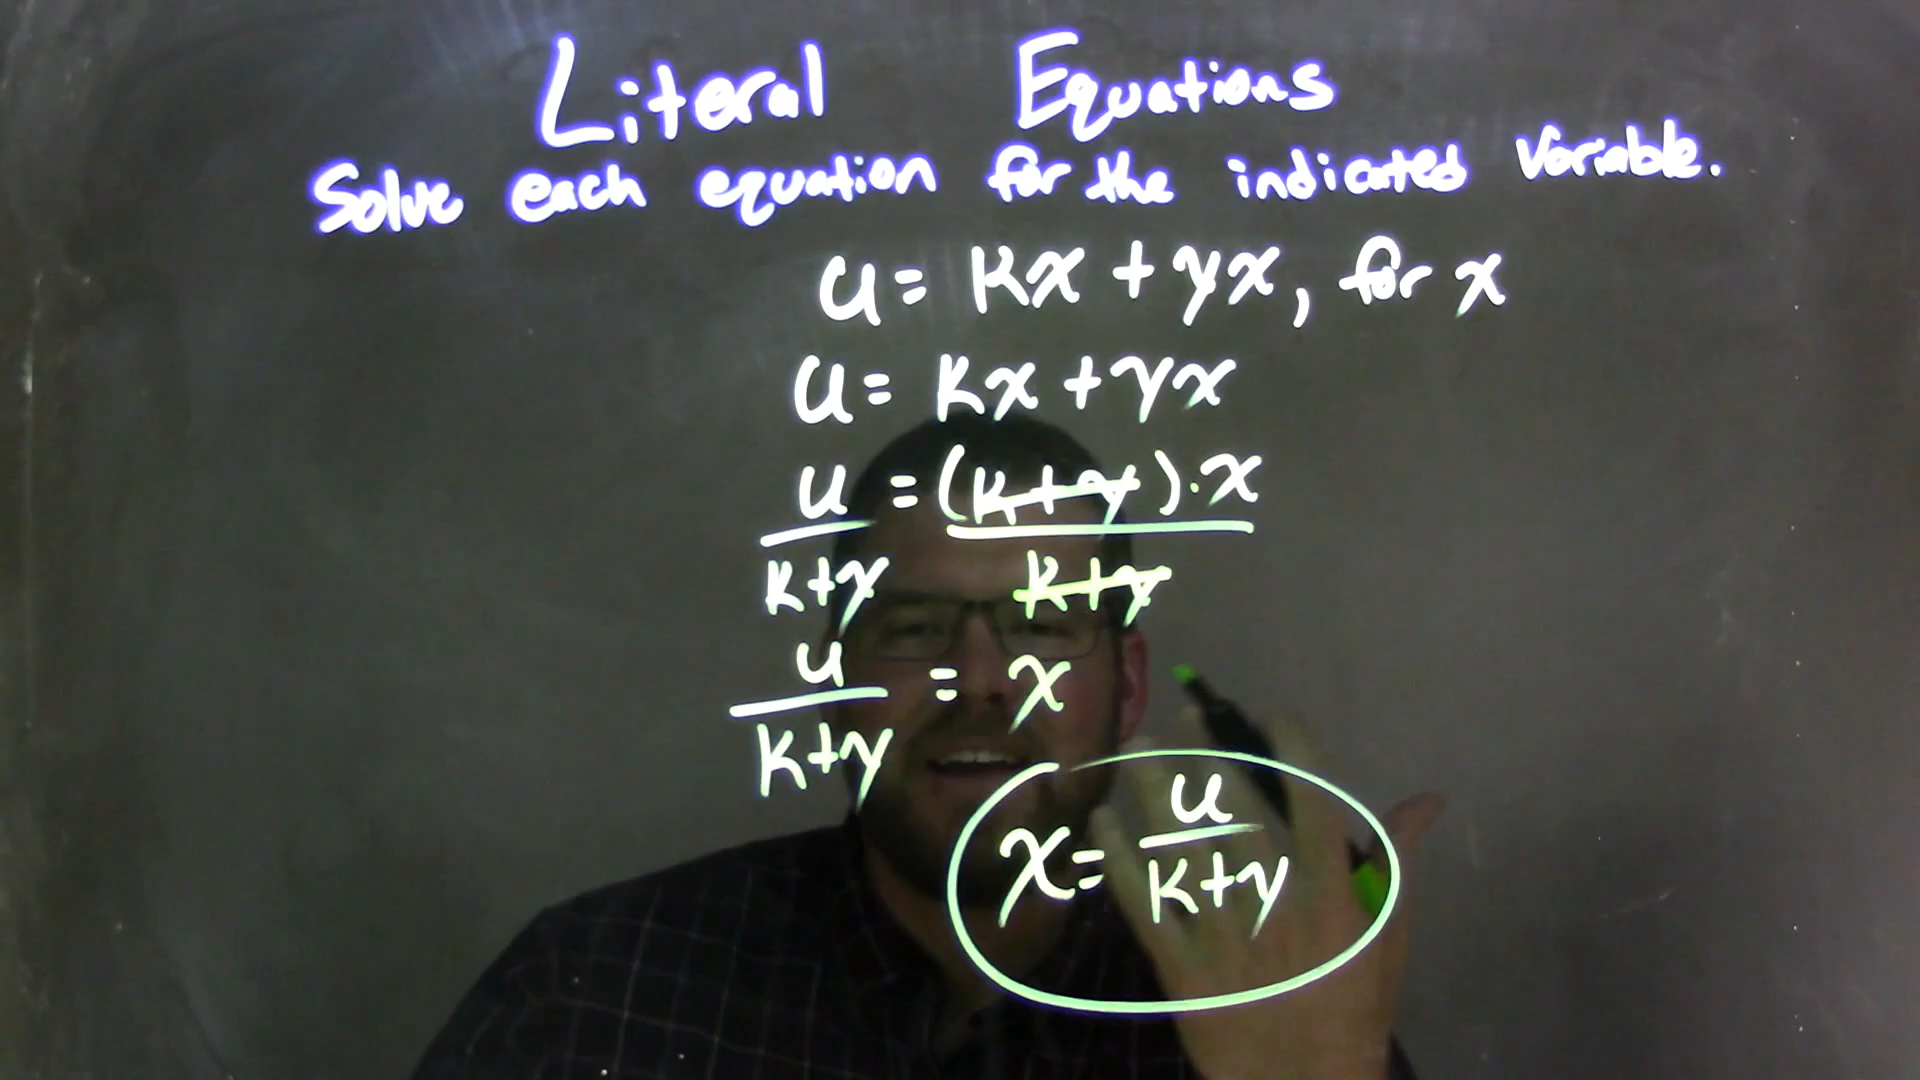 Literal Equations
Solve each equation for the indicated variable.
u = kx + yx, for x
u = kx + yx
u = (k+y)·x
k+y k+y
u = x
k+y
x = u
k+y